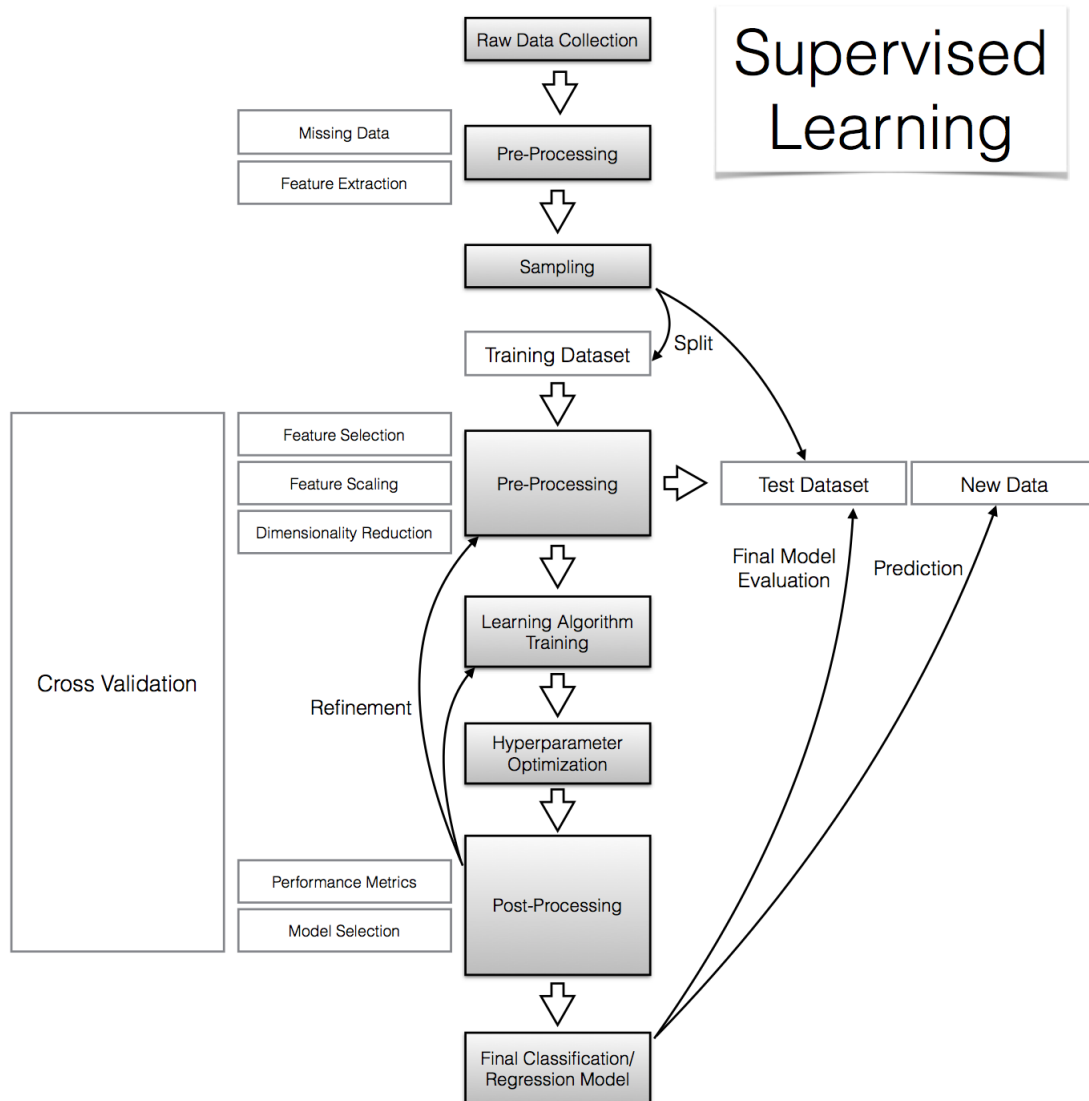 Supervised
Learning
Raw Data Collection
Missing Data
Pre-Processing
Feature Extraction
Sampling
Split
Training Dataset
Feature Selection
Feature Scaling
Pre-Processing
Test Dataset
New Data
Dimensionality Reduction
Final Model
Evaluation
Prediction
Learning Algorithm
Training
Cross Validation
Refinement
Hyperparameter
Optimization
Performance Metrics
Post-Processing
Model Selection
Final Classification/
Regression Model